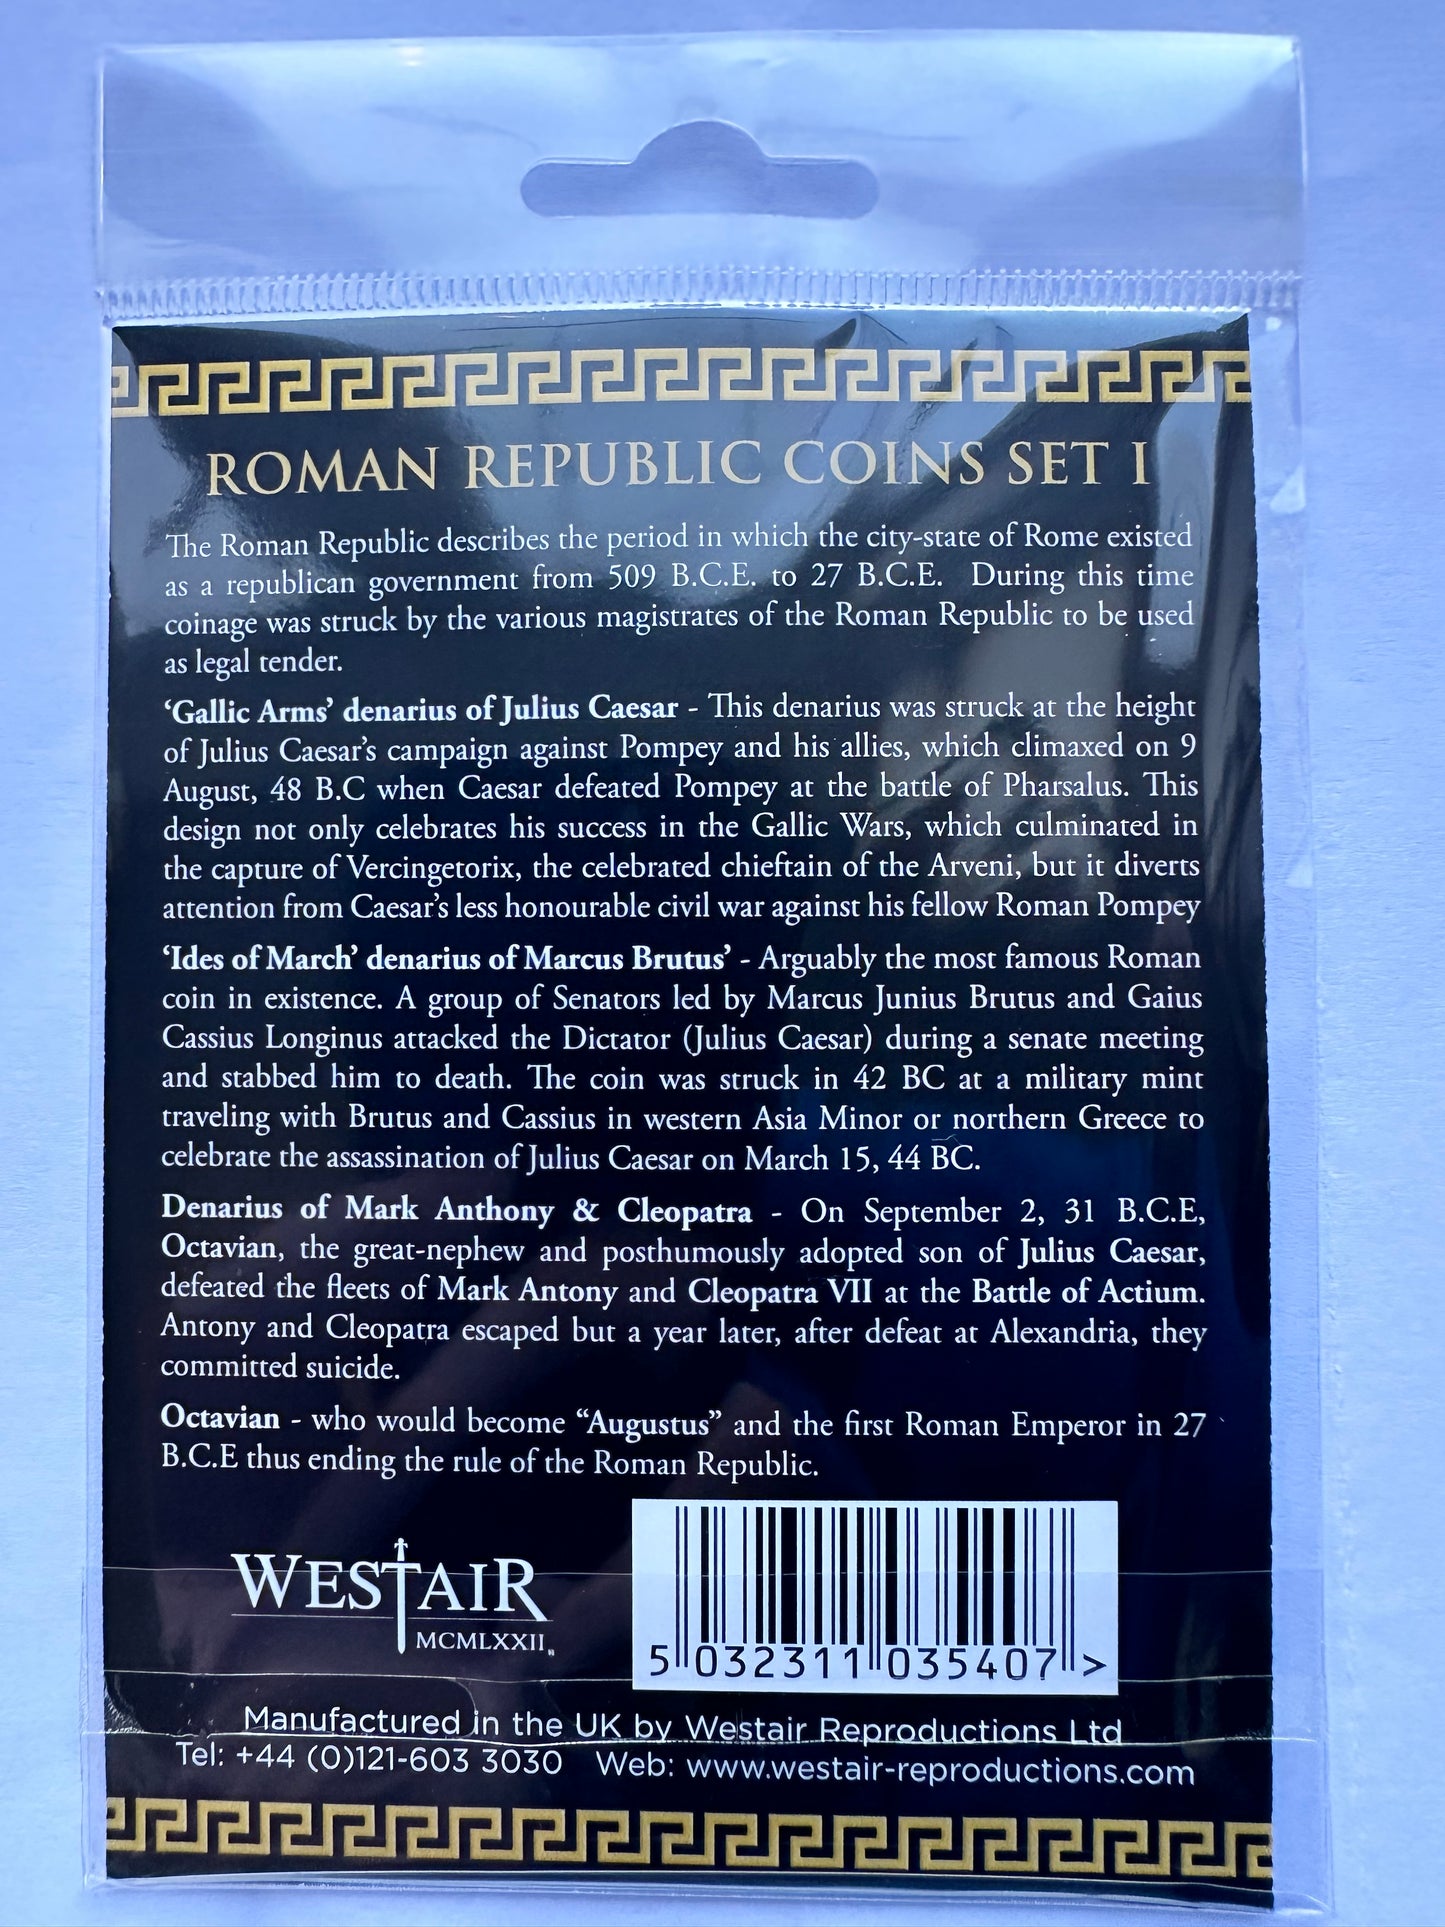 ROMAN REPUBLIC COINS SET I
The Roman Republic describes the period in which the city-state of Rome existed
as a republican government from 509 B.C.E. to 27 B.C.E. During this time
coinage was struck by the various magistrates of the Roman Republic to be used
as legal tender.
‘Gallic Arms’ denarius of Julius Caesar - This denarius was struck at the height
of Julius Caesar’s campaign against Pompey and his allies, which climaxed on 9
August, 48 B.C when Caesar defeated Pompey at the battle of Pharsalus. This
design not only celebrates his success in the Gallic Wars, which culminated in
the capture of Vercingetorix, the celebrated chieftain of the Arveni, but it diverts
attention from Caesar’s less honourable civil war against his fellow Roman Pompey
‘Ides of March’ denarius of Marcus Brutus’ - Arguably the most famous Roman
coin in existence. A group of Senators led by Marcus Junius Brutus and Gaius
Cassius Longinus attacked the Dictator (Julius Caesar) during a senate meeting
and stabbed him to death. The coin was struck in 42 BC at a military mint
traveling with Brutus and Cassius in western Asia Minor or northern Greece to
celebrate the assassination of Julius Caesar on March 15, 44 BC.
Denarius of Mark Anthony & Cleopatra - On September 2, 31 B.C.E,
Octavian, the great-nephew and posthumously adopted son of Julius Caesar,
defeated the fleets of Mark Antony and Cleopatra VII at the Battle of Actium.
Antony and Cleopatra escaped but a year later, after defeat at Alexandria, they
committed suicide.
Octavian - who would become “Augustus” and the first Roman Emperor in 27
B.C.E thus ending the rule of the Roman Republic.
WESTAIR
MCMLXXII
5 032311 035407 >
Manufactured in the UK by Westair Reproductions Ltd
Tel: +44 (0)121-603 3030 Web: www.westair-reproductions.com